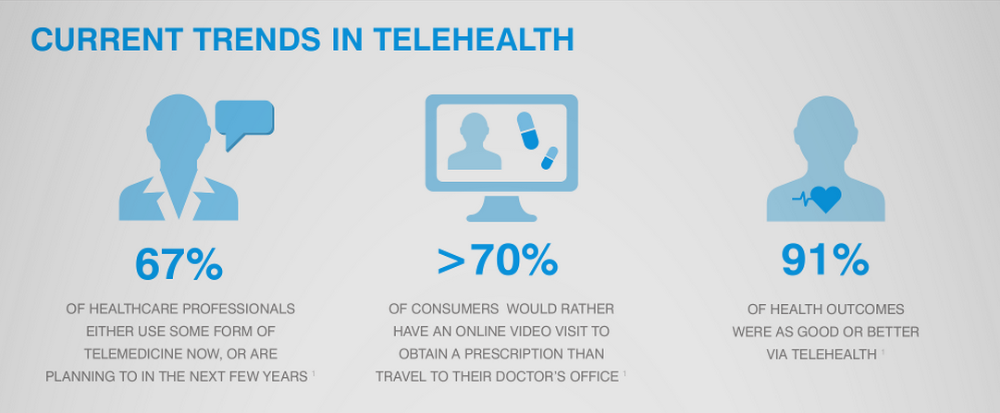 CURRENT TRENDS IN TELEHEALTH
67%
OF HEALTHCARE PROFESSIONALS
EITHER USE SOME FORM OF
TELEMEDICINE NOW, OR ARE
PLANNING TO IN THE NEXT FEW YEARS ¹
>70%
OF CONSUMERS WOULD RATHER
HAVE AN ONLINE VIDEO VISIT TO
OBTAIN A PRESCRIPTION THAN
TRAVEL TO THEIR DOCTOR'S OFFICE ¹
91%
OF HEALTH OUTCOMES
WERE AS GOOD OR BETTER
VIA TELEHEALTH ¹